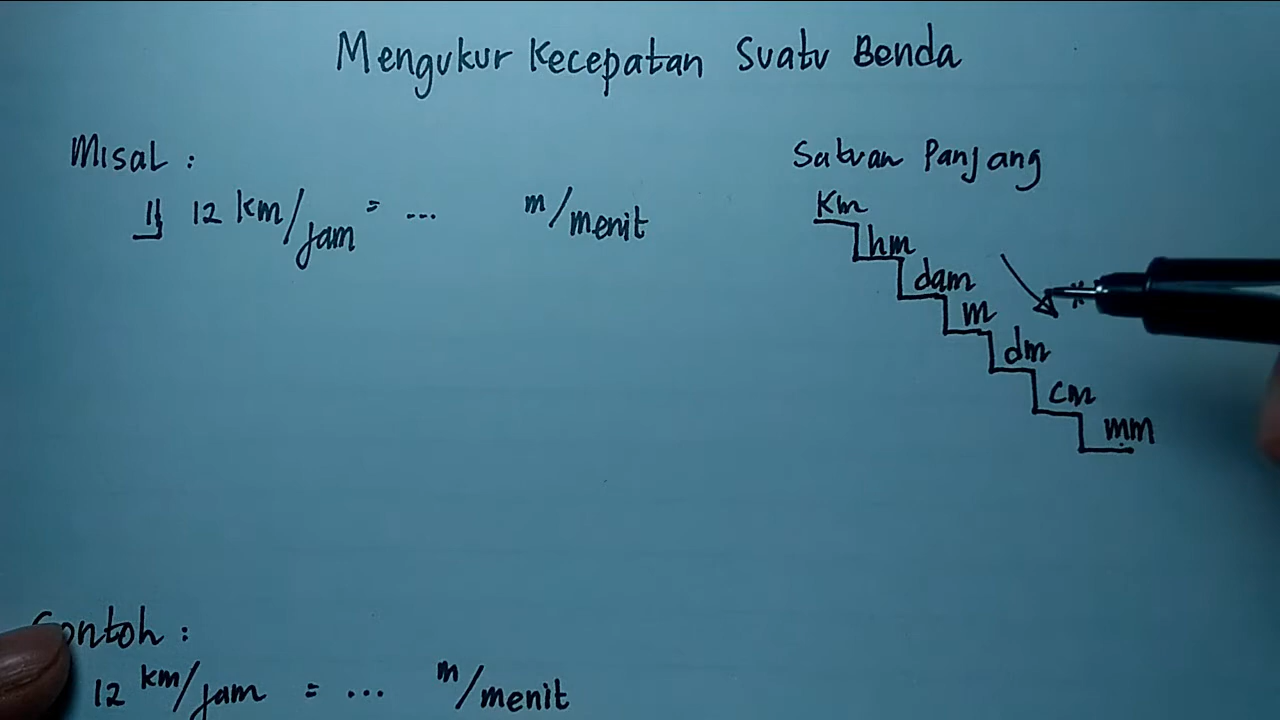 Mengukur Kecepatan Suatu Benda
Misal :
1] 12 km/jam = ... m/menit
Satuan Panjang
Km
hm
dam
m
dm
cm
mm
Contoh :
12 km/jam = ... m/menit